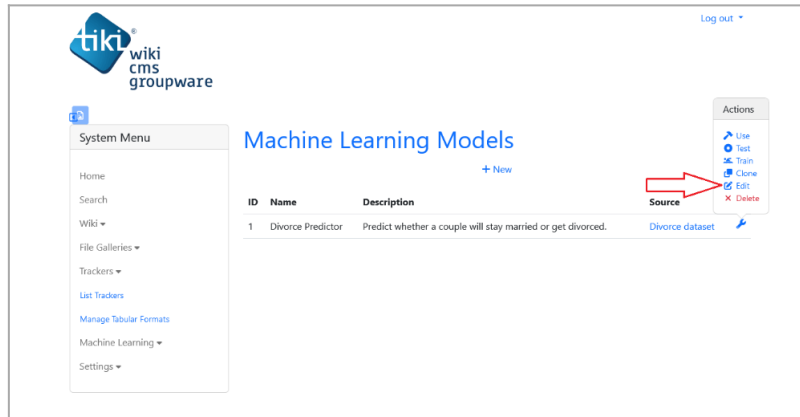 Log out
tiki®
wiki
cms
groupware
Actions
Use
Test
Train
Clone
Edit
Delete
System Menu
Home
Search
Wiki
File Galleries
Trackers
List Trackers
Manage Tabular Formats
Machine Learning
Settings
Machine Learning Models
+ New
ID Name Description Source
1 Divorce Predictor Predict whether a couple will stay married or get divorced. Divorce dataset